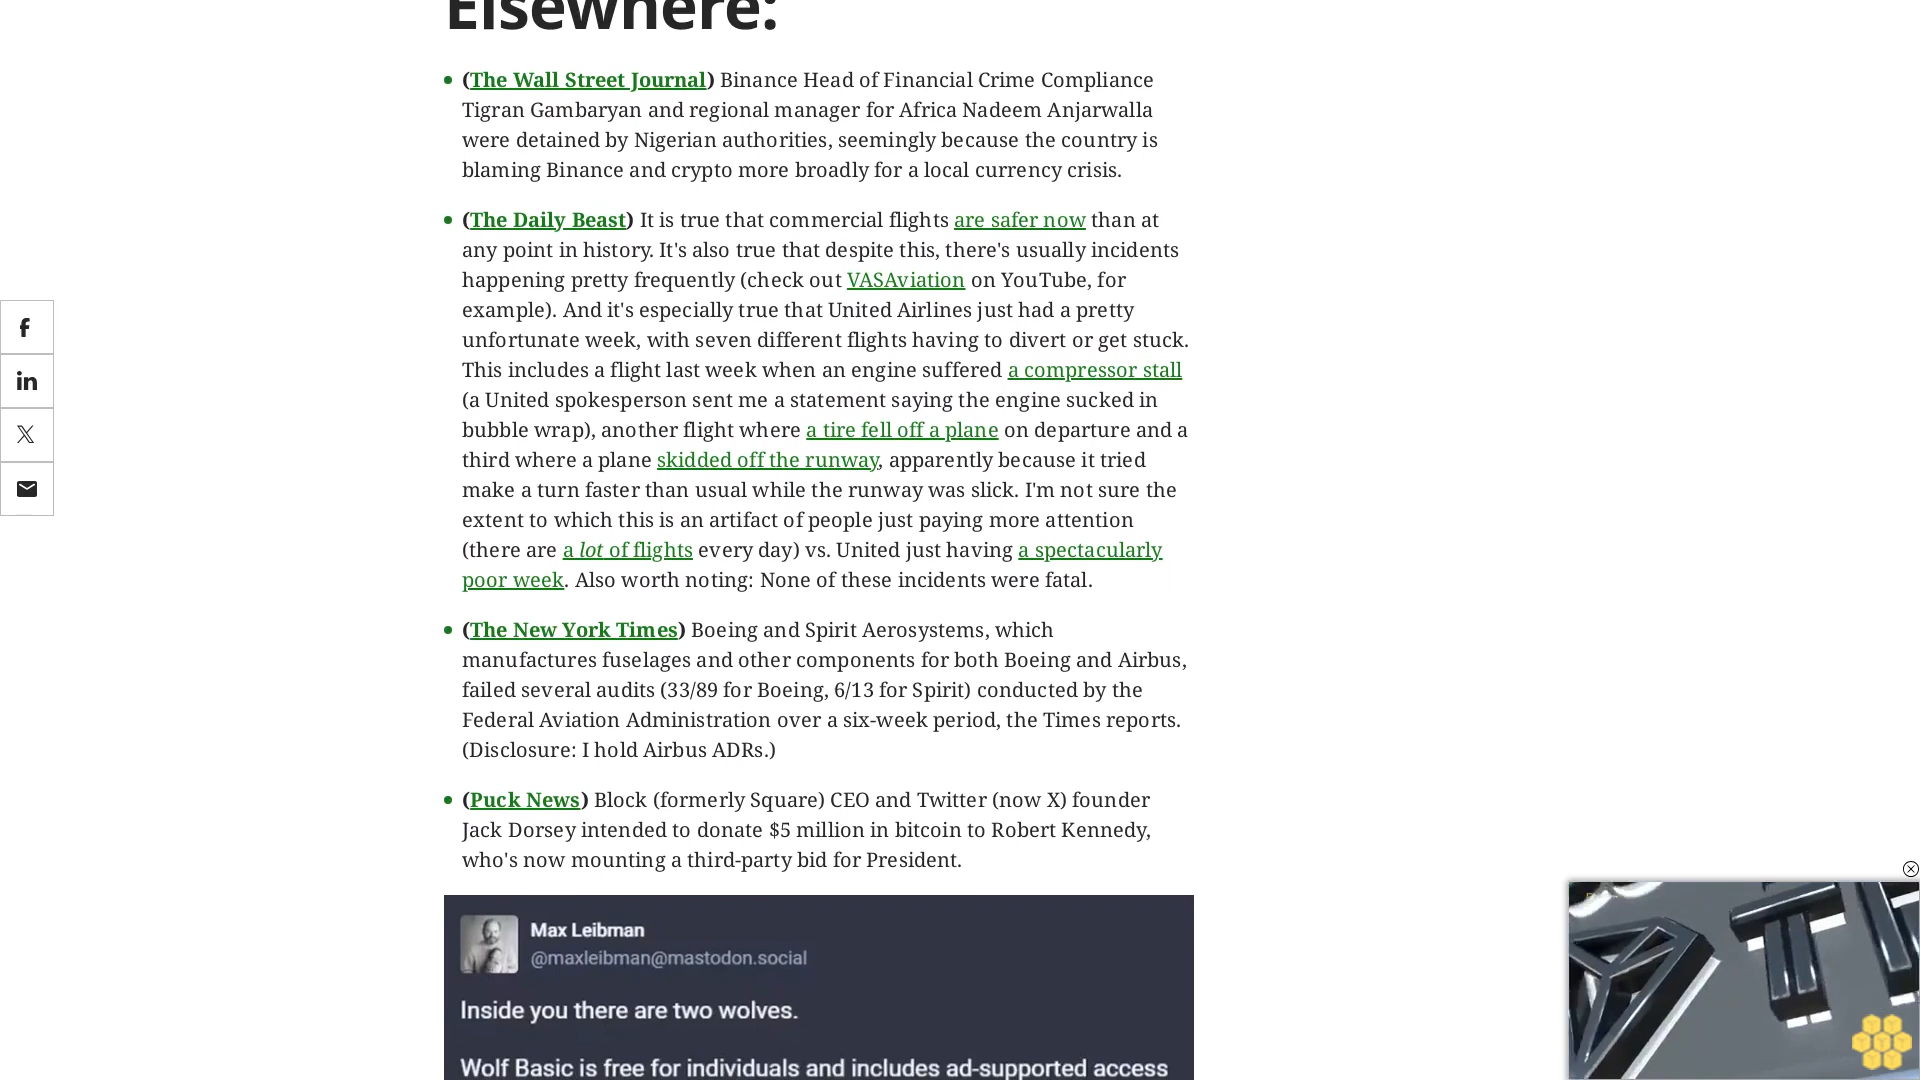 Elsewhere:
(The Wall Street Journal) Binance Head of Financial Crime Compliance
Tigran Gambaryan and regional manager for Africa Nadeem Anjarwalla
were detained by Nigerian authorities, seemingly because the country is
blaming Binance and crypto more broadly for a local currency crisis.
(The Daily Beast) It is true that commercial flights are safer now than at
any point in history. It's also true that despite this, there's usually incidents
happening pretty frequently (check out VASAviation on YouTube, for
example). And it's especially true that United Airlines just had a pretty
unfortunate week, with seven different flights having to divert or get stuck.
This includes a flight last week when an engine suffered a compressor stall
(a United spokesperson sent me a statement saying the engine sucked in
bubble wrap), another flight where a tire fell off a plane on departure and a
third where a plane skidded off the runway, apparently because it tried
make a turn faster than usual while the runway was slick. I'm not sure the
extent to which this is an artifact of people just paying more attention
(there are a lot of flights every day) vs. United just having a spectacularly
poor week. Also worth noting: None of these incidents were fatal.
(The New York Times) Boeing and Spirit Aerosystems, which
manufactures fuselages and other components for both Boeing and Airbus,
failed several audits (33/89 for Boeing, 6/13 for Spirit) conducted by the
Federal Aviation Administration over a six-week period, the Times reports.
(Disclosure: I hold Airbus ADRs.)
(Puck News) Block (formerly Square) CEO and Twitter (now X) founder
Jack Dorsey intended to donate $5 million in bitcoin to Robert Kennedy,
who's now mounting a third-party bid for President.
Max Leibman
@maxleibman@mastodon.social
Inside you there are two wolves.
Wolf Basic is free for individuals and includes ad-supported access